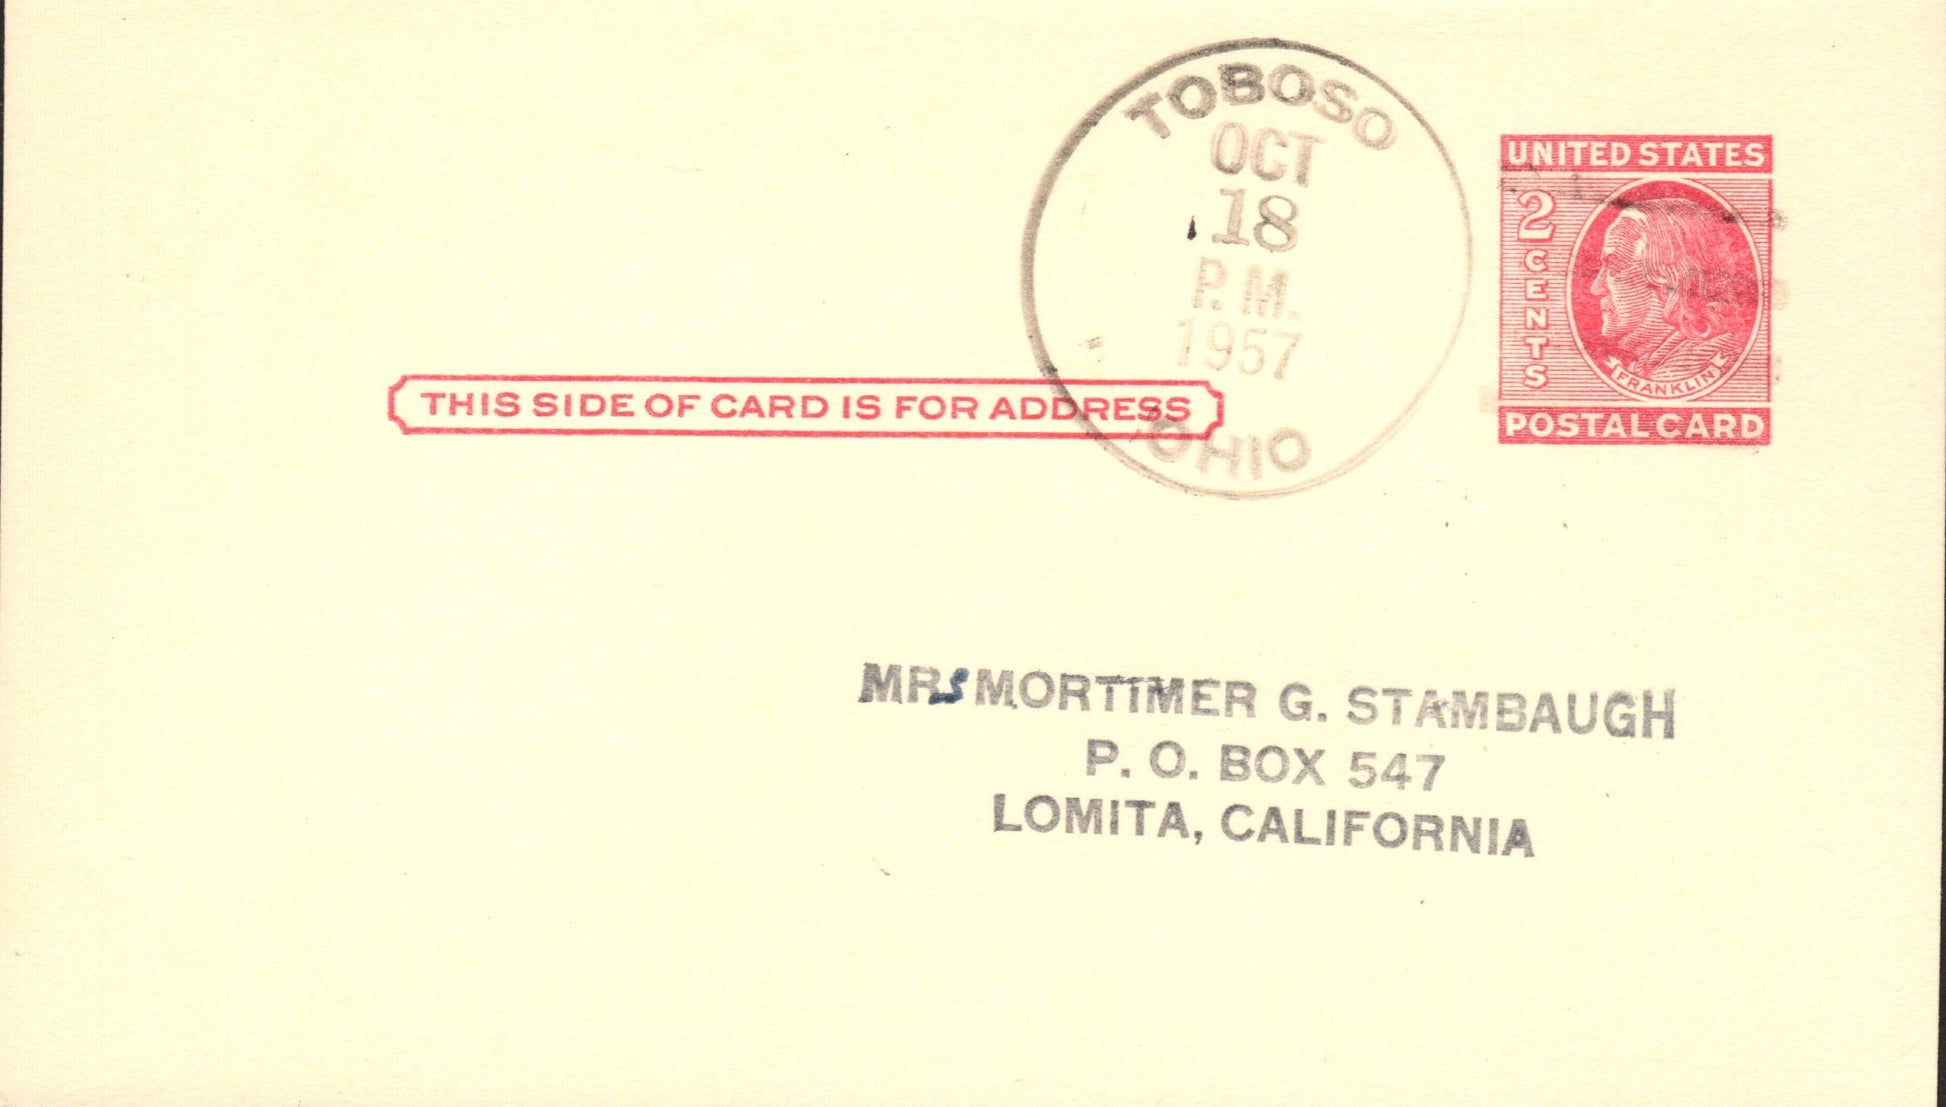 TOBOSO
OCT
18
P.M.
1957
OHIO
UNITED STATES
2
CENTS
FRANKLIN
POSTAL CARD
THIS SIDE OF CARD IS FOR ADDRESS
MRS MORTIMER G. STAMBAUGH
P. O. BOX 547
LOMITA, CALIFORNIA